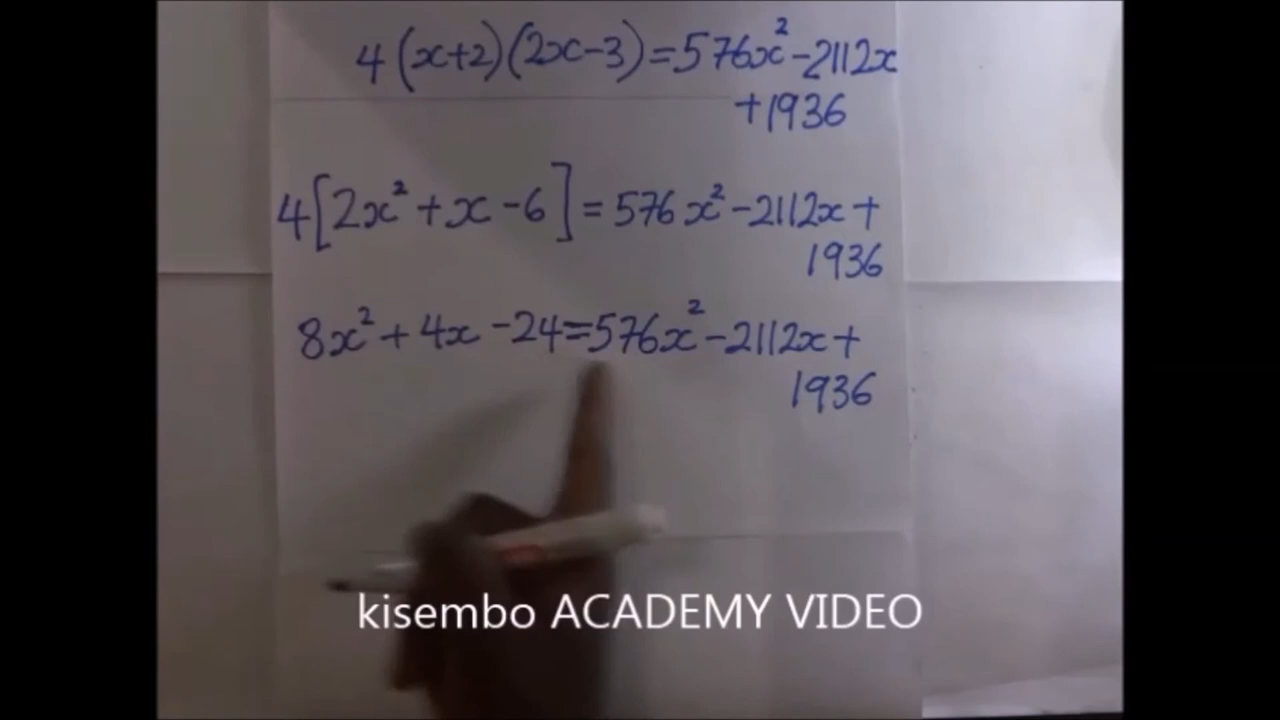 4(x+2)(2x-3)=576x²-2112x
+1936
4[2x²+x-6]=576x²-2112x+
1936
8x²+4x-24=576x²-2112x+
1936
kisembo ACADEMY VIDEO